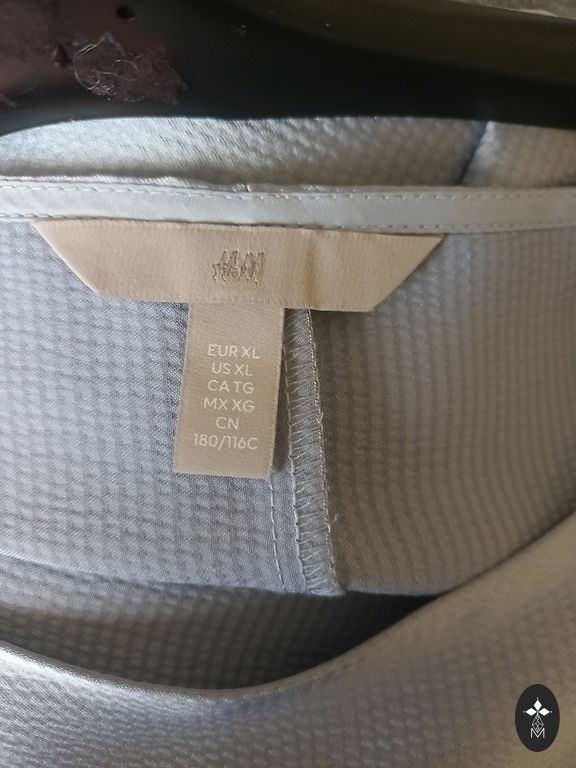 H&M
EUR XL
US XL
CA TG
MX XG
CN
180/116C
M